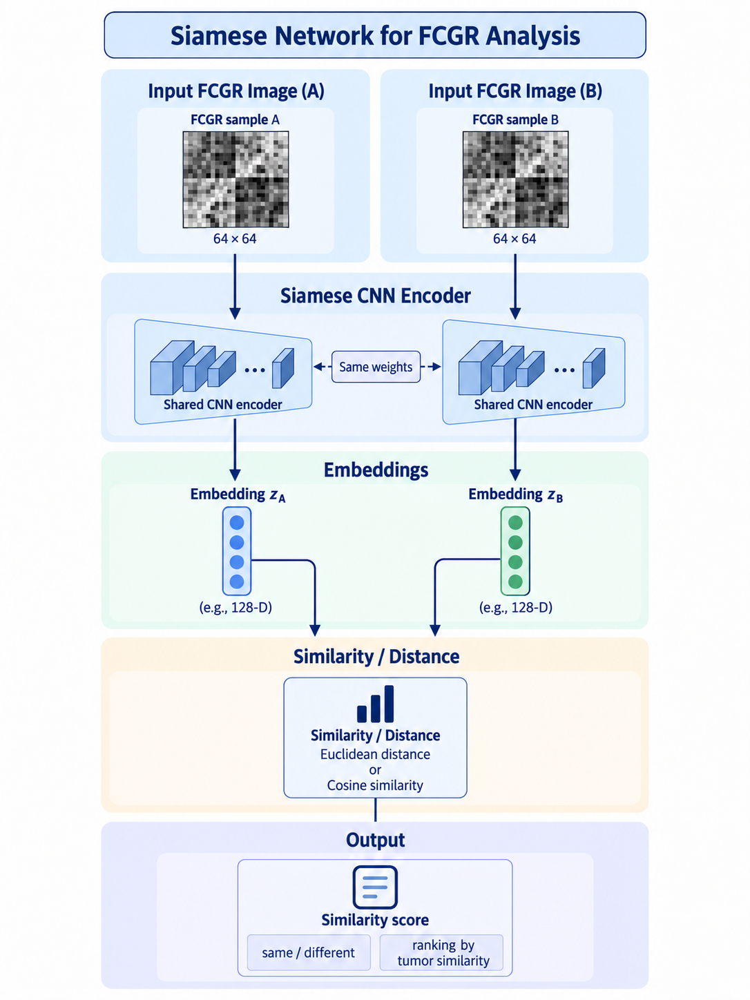 Siamese Network for FCGR Analysis
Input FCGR Image (A)
FCGR sample A
64 × 64
Input FCGR Image (B)
FCGR sample B
64 × 64
Siamese CNN Encoder
Shared CNN encoder
Same weights
Shared CNN encoder
Embeddings
Embedding z_A
(e.g., 128-D)
Embedding z_B
(e.g., 128-D)
Similarity / Distance
Similarity / Distance
Euclidean distance
or
Cosine similarity
Output
Similarity score
same / different
ranking by
tumor similarity